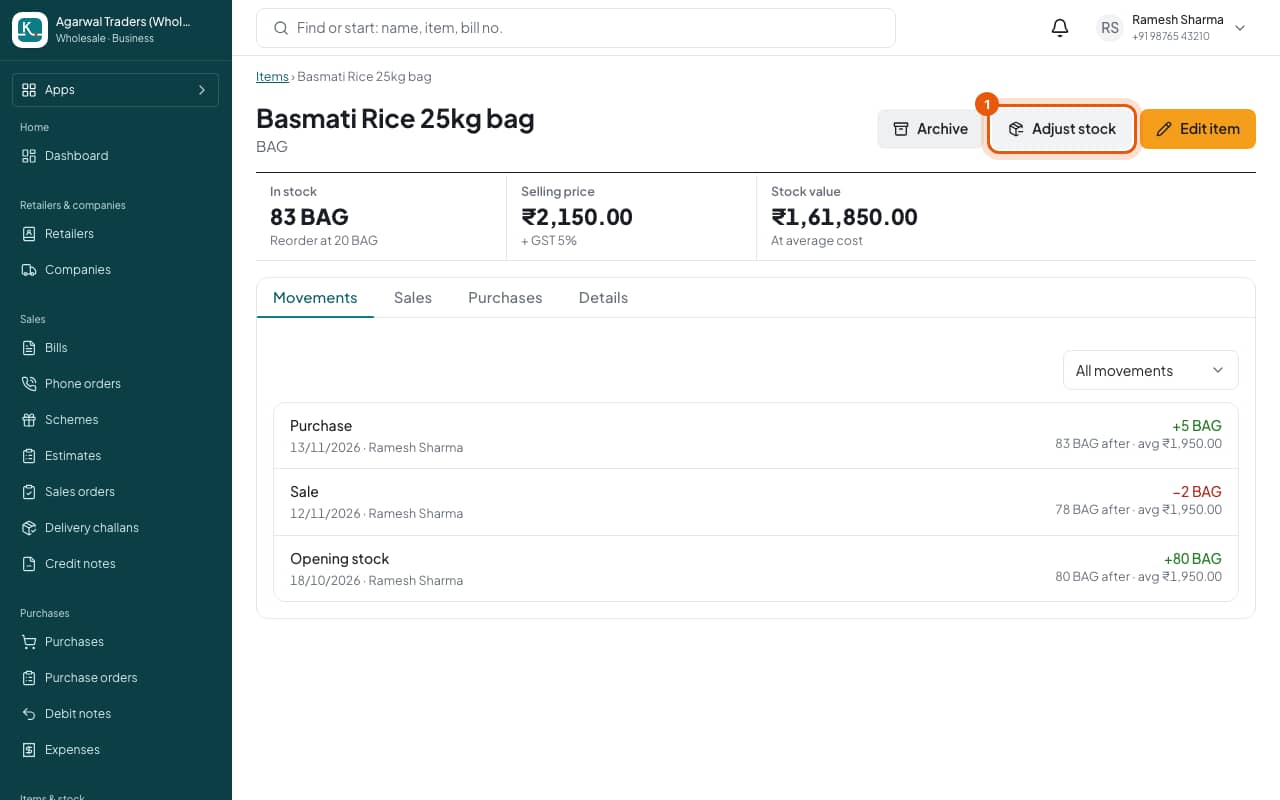 Agarwal Traders (Whol...
Wholesale · Business
Apps
Home
Dashboard
Retailers & companies
Retailers
Companies
Sales
Bills
Phone orders
Schemes
Estimates
Sales orders
Delivery challans
Credit notes
Purchases
Purchases
Purchase orders
Debit notes
Expenses
Items & stock
Find or start: name, item, bill no.
RS
Ramesh Sharma
+91 98765 43210
Items › Basmati Rice 25kg bag
Basmati Rice 25kg bag
BAG
Archive
1
Adjust stock
Edit item
In stock
83 BAG
Reorder at 20 BAG
Selling price
₹2,150.00
+ GST 5%
Stock value
₹1,61,850.00
At average cost
Movements Sales Purchases Details
All movements
Purchase
+5 BAG
13/11/2026 · Ramesh Sharma
83 BAG after · avg ₹1,950.00
Sale
−2 BAG
12/11/2026 · Ramesh Sharma
78 BAG after · avg ₹1,950.00
Opening stock
+80 BAG
18/10/2026 · Ramesh Sharma
80 BAG after · avg ₹1,950.00